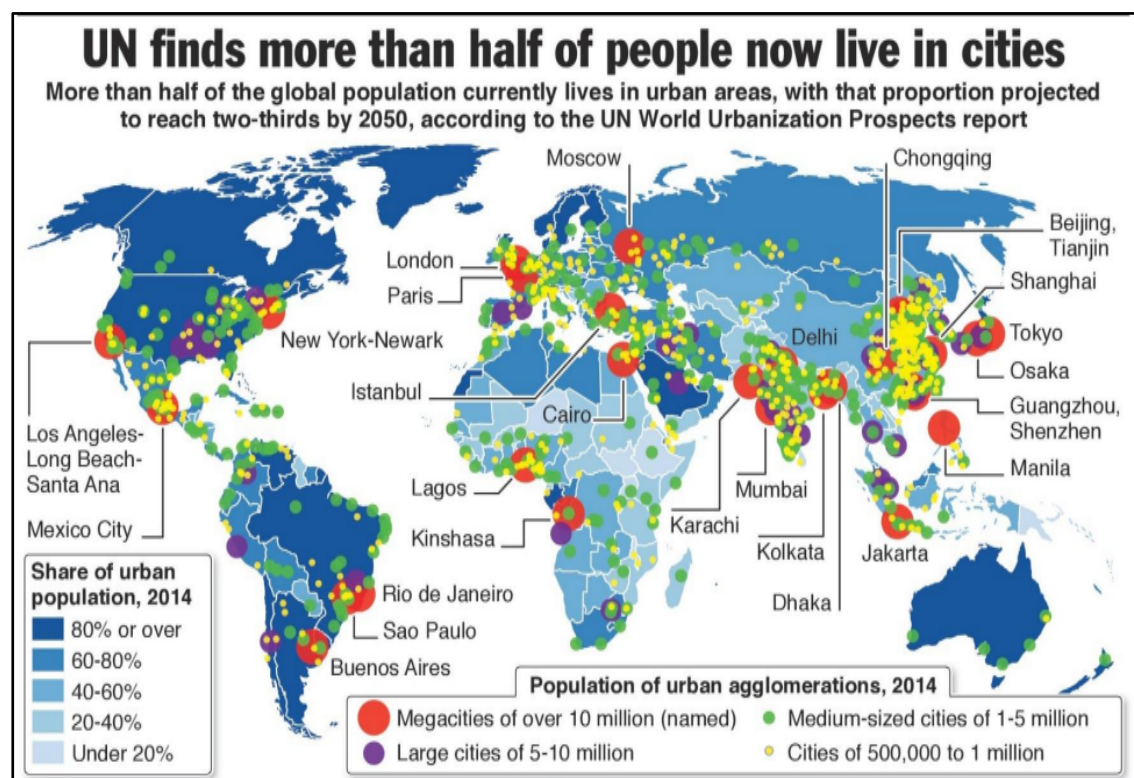 UN finds more than half of people now live in cities
More than half of the global population currently lives in urban areas, with that proportion projected
to reach two-thirds by 2050, according to the UN World Urbanization Prospects report
Moscow
Chongqing
Beijing,
Tianjin
London
Paris
Shanghai
New York-Newark
Delhi
Tokyo
Istanbul
Osaka
Cairo
Guangzhou,
Shenzhen
Los Angeles-
Long Beach-
Santa Ana
Lagos
Mumbai
Manila
Mexico City
Kinshasa
Karachi
Kolkata
Jakarta
Dhaka
Rio de Janeiro
Sao Paulo
Buenos Aires
Share of urban
population, 2014
80% or over
60-80%
40-60%
20-40%
Under 20%
Population of urban agglomerations, 2014
Megacities of over 10 million (named)
Medium-sized cities of 1-5 million
Large cities of 5-10 million
Cities of 500,000 to 1 million